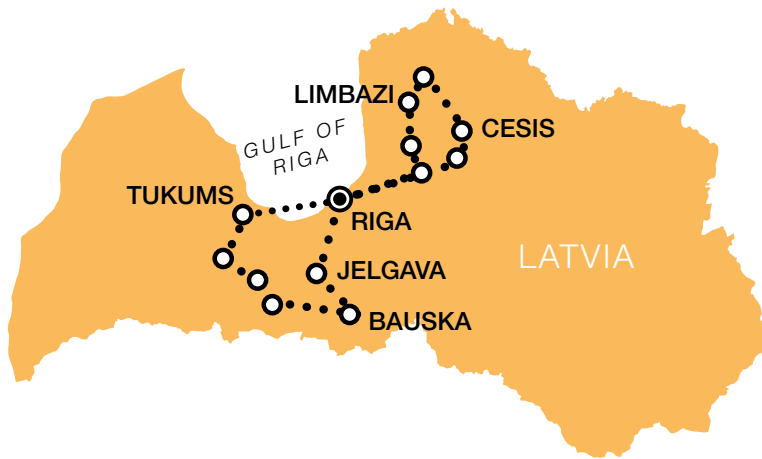 LIMBAZI
CESIS
GULF OF
RIGA
TUKUMS
RIGA
LATVIA
JELGAVA
BAUSKA